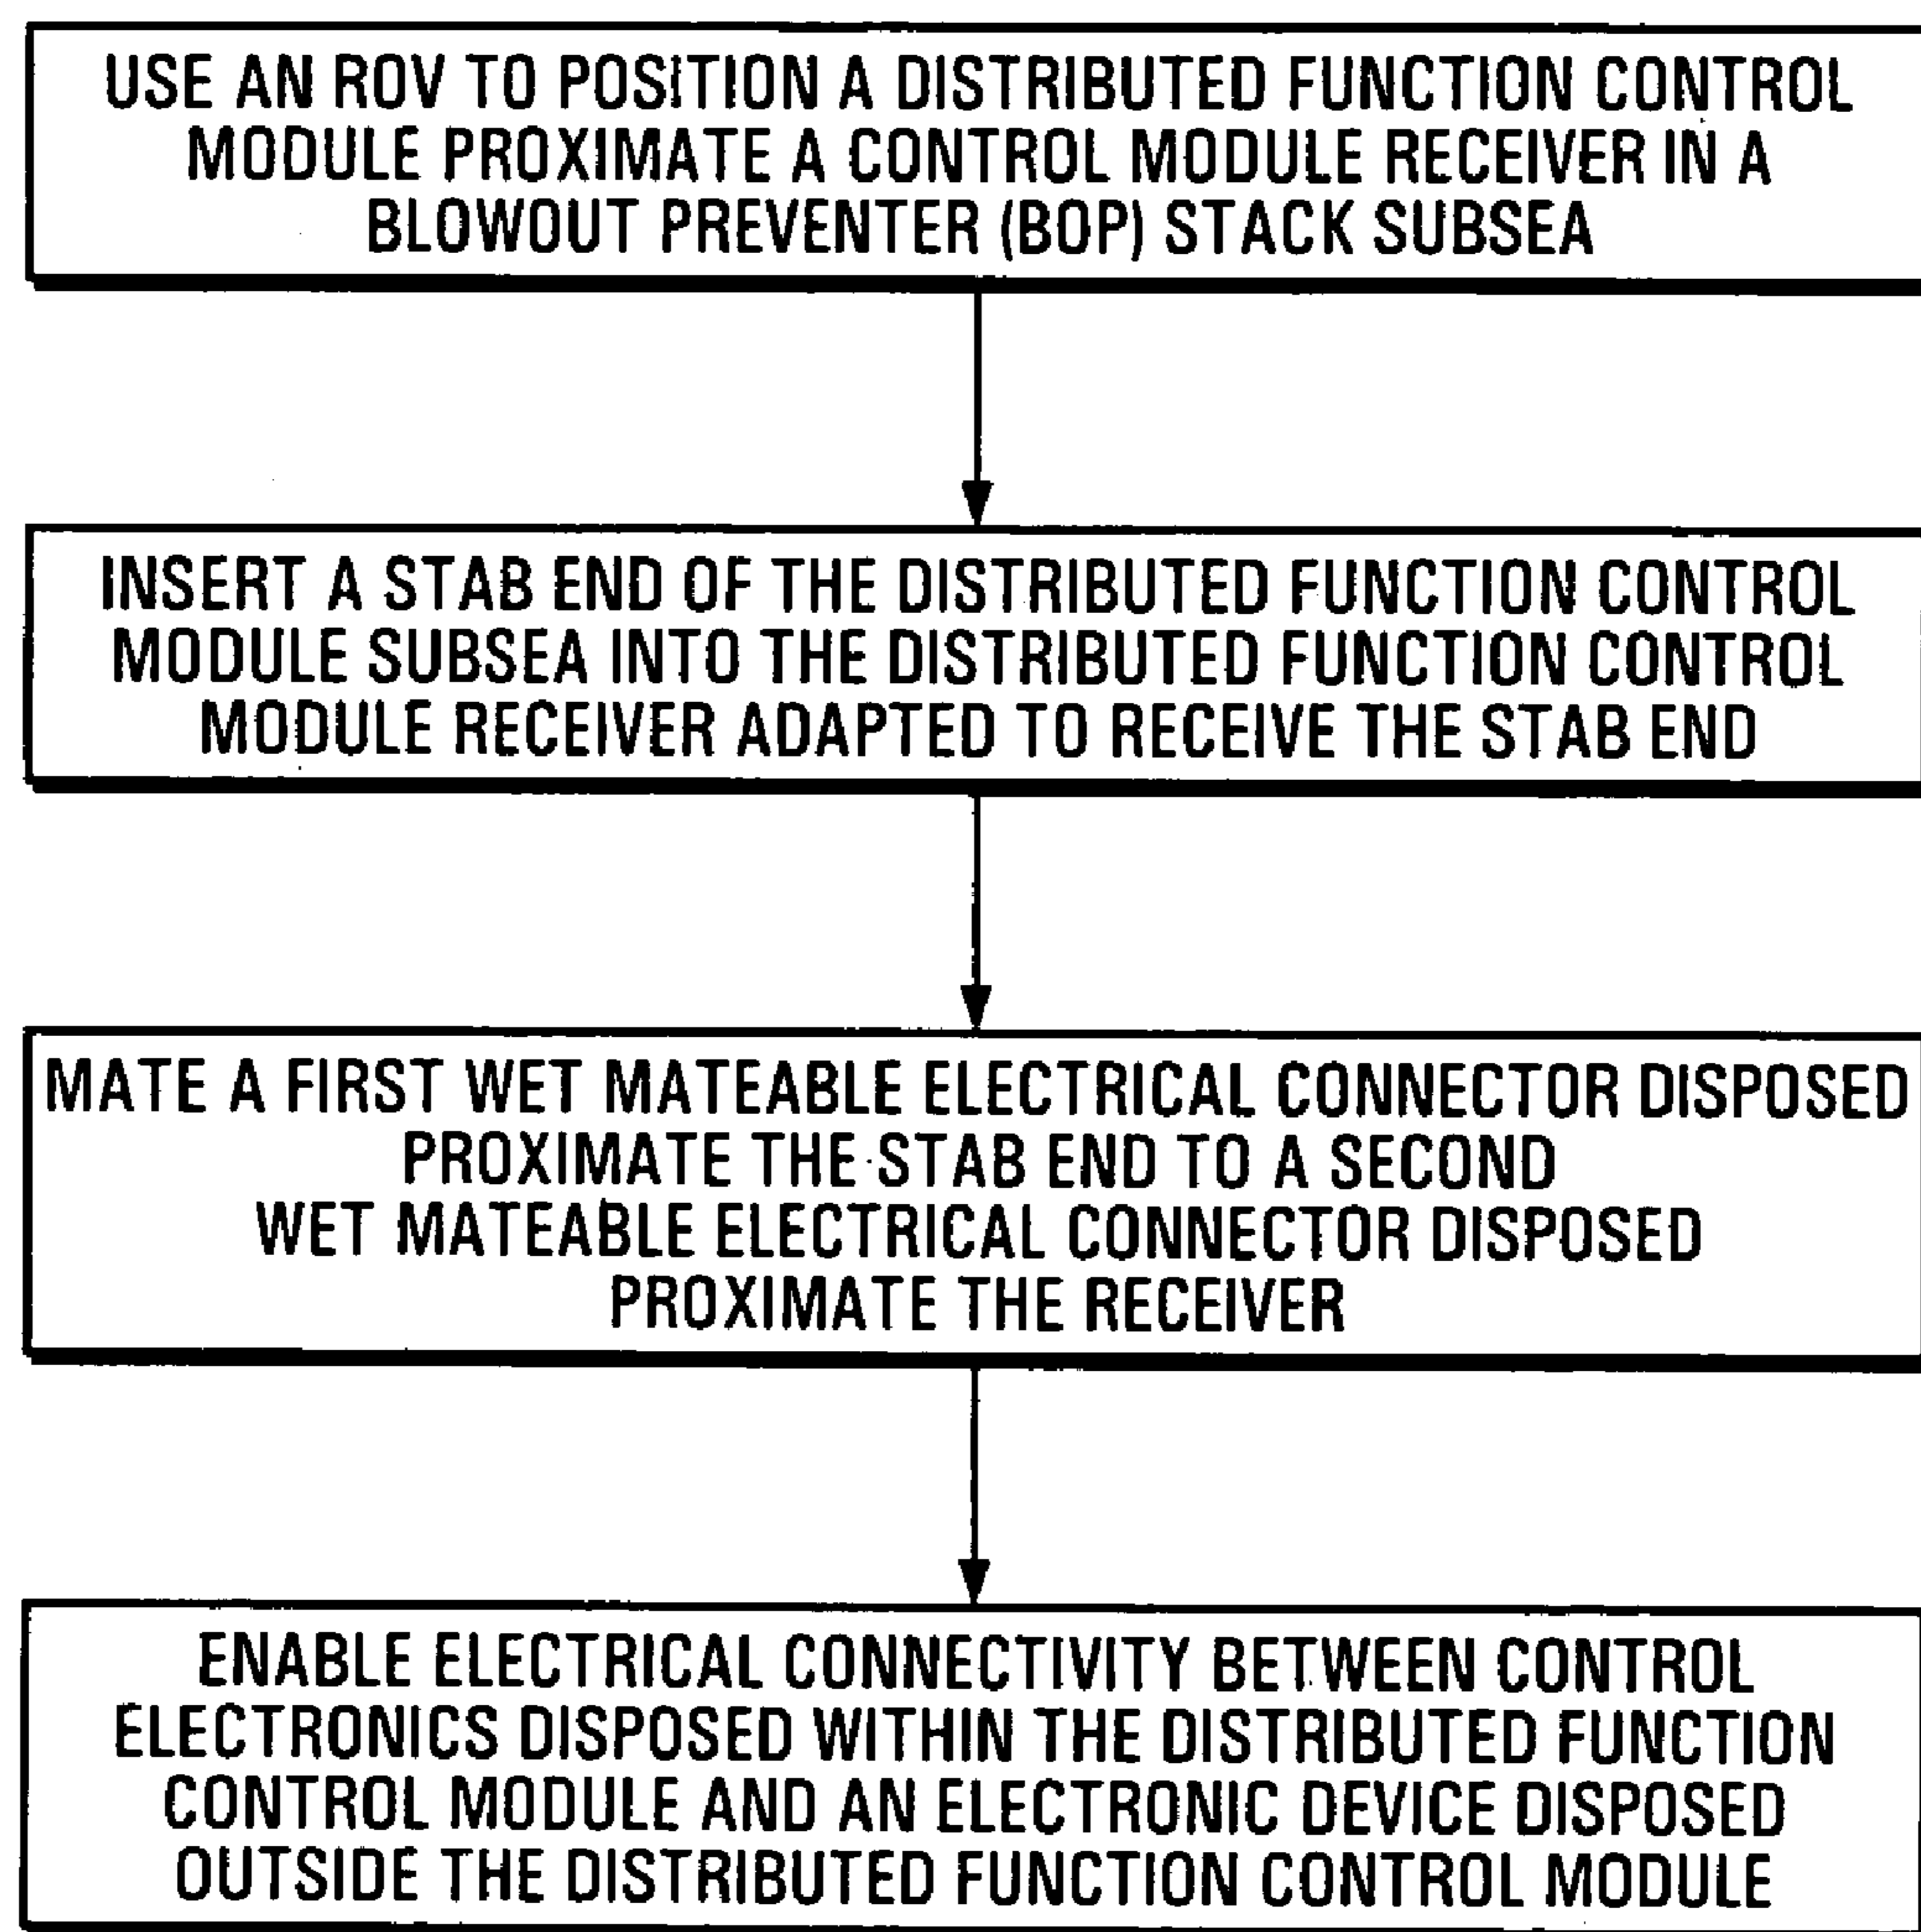 USE AN ROV TO POSITION A DISTRIBUTED FUNCTION CONTROL
MODULE PROXIMATE A CONTROL MODULE RECEIVER IN A
BLOWOUT PREVENTER (BOP) STACK SUBSEA
INSERT A STAB END OF THE DISTRIBUTED FUNCTION CONTROL
MODULE SUBSEA INTO THE DISTRIBUTED FUNCTION CONTROL
MODULE RECEIVER ADAPTED TO RECEIVE THE STAB END
MATE A FIRST WET MATEABLE ELECTRICAL CONNECTOR DISPOSED
PROXIMATE THE STAB END TO A SECOND
WET MATEABLE ELECTRICAL CONNECTOR DISPOSED
PROXIMATE THE RECEIVER
ENABLE ELECTRICAL CONNECTIVITY BETWEEN CONTROL
ELECTRONICS DISPOSED WITHIN THE DISTRIBUTED FUNCTION
CONTROL MODULE AND AN ELECTRONIC DEVICE DISPOSED
OUTSIDE THE DISTRIBUTED FUNCTION CONTROL MODULE